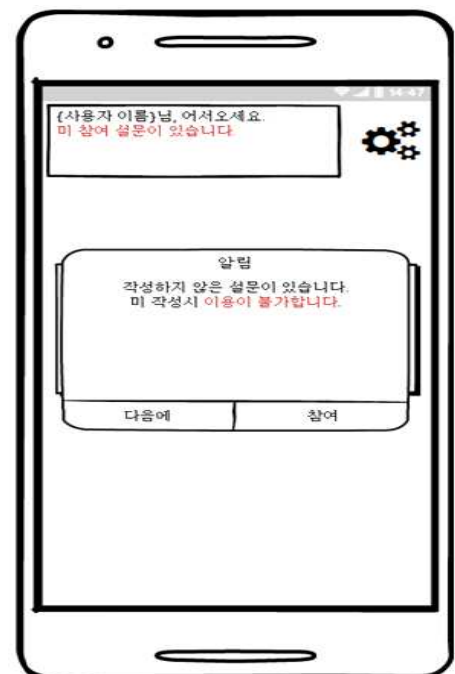 14:47
{사용자 이름}님, 어서오세요.
미 참여 설문이 있습니다.
알림
작성하지 않은 설문이 있습니다.
미 작성시 이용이 불가합니다.
다음에
참여